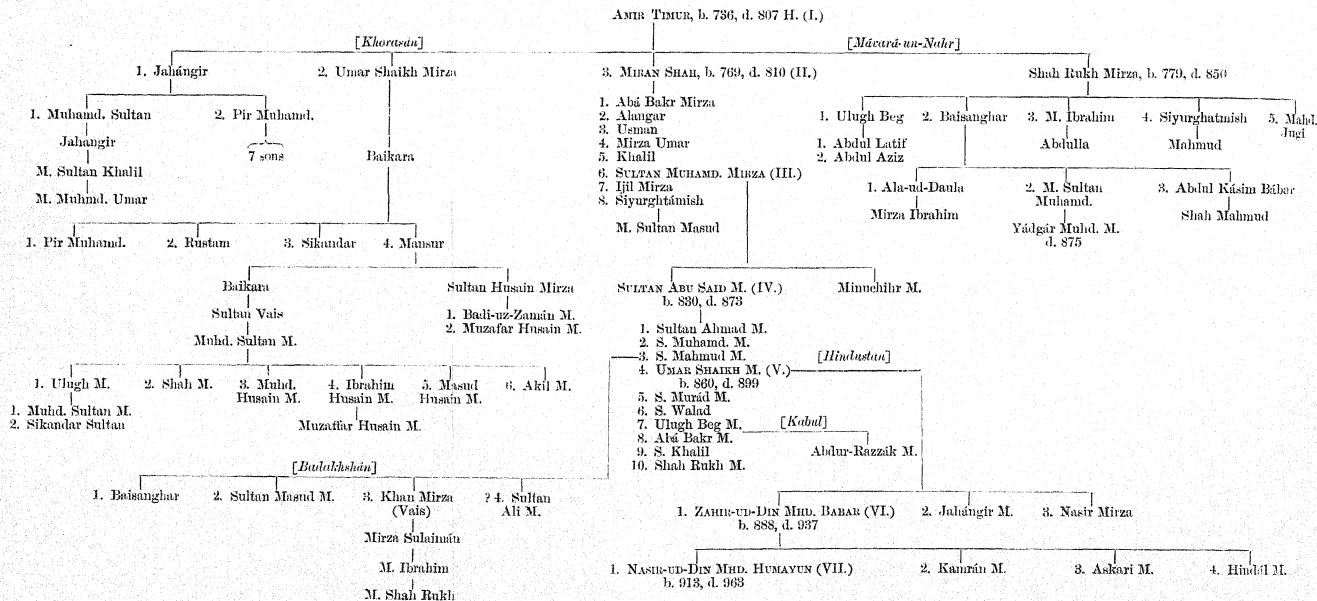 AMIR TIMUR, b. 736, d. 807 H. (I.)
[Khorasán]
[Mávará-un-Nahr]
1. Jahángir
2. Umar Shaikh Mirza
3. MIRAN SHAH, b. 769, d. 810 (II.)
Shah Rukh Mirza, b. 779, d. 850
1. Muhamd. Sultan
2. Pir Muhamd.
Jahangir
7 sons
M. Sultan Khalil
M. Muhmd. Umar
Baikara
1. Abá Bakr Mirza
2. Alangar
3. Usman
4. Mirza Umar
5. Khalil
6. SULTAN MUHAMD. MIRZA (III.)
7. Ijil Mirza
8. Siyurghtámish
M. Sultan Masud
1. Ulugh Beg
2. Baisanghar
3. M. Ibrahim
4. Siyurghatmish
5. Mahd.
Jugi
1. Abdul Latif
2. Abdul Aziz
Abdulla
Mahmud
1. Ala-ud-Daula
2. M. Sultan
Muhamd.
3. Abdul Kásim Bábar
Mirza Ibrahim
Yádgár Muhd. M.
d. 875
Shah Mahmud
1. Pir Muhamd.
2. Rustam
3. Sikandar
4. Mansur
Baikara
Sultan Husain Mirza
Sultan Vais
1. Badi-uz-Zamán M.
2. Muzafar Husain M.
Muhd. Sultan M.
SULTAN ABU SAID M. (IV.)
b. 830, d. 873
Minuchihr M.
1. Sultan Ahmad M.
2. S. Muhamd. M.
3. S. Mahmud M.
[Hindustan]
4. UMAR SHAIKH M. (V.)
b. 860, d. 899
5. S. Murád M.
6. S. Walad
7. Ulugh Beg M.
[Kabul]
8. Abá Bakr M.
9. S. Khalil
10. Shah Rukh M.
Abdur-Razzák M.
1. Ulugh M.
2. Shah M.
3. Muhd.
Husain M.
4. Ibrahim
Husain M.
5. Masud
Husain M.
6. Akil M.
1. Muhd. Sultan M.
2. Sikandar Sultan
Muzaffar Husain M.
[Badakhshán]
1. Baisanghar
2. Sultan Masud M.
3. Khan Mirza
(Vais)
? 4. Sultan
Ali M.
Mirza Sulaimán
M. Ibrahim
M. Shah Rukh
1. ZAHIR-UD-DIN MHD. BABAR (VI.)
b. 888, d. 937
2. Jahángir M.
3. Nasir Mirza
1. NASIR-UD-DIN MHD. HUMAYUN (VII.)
b. 913, d. 963
2. Kamrán M.
3. Askari M.
4. Hindál M.